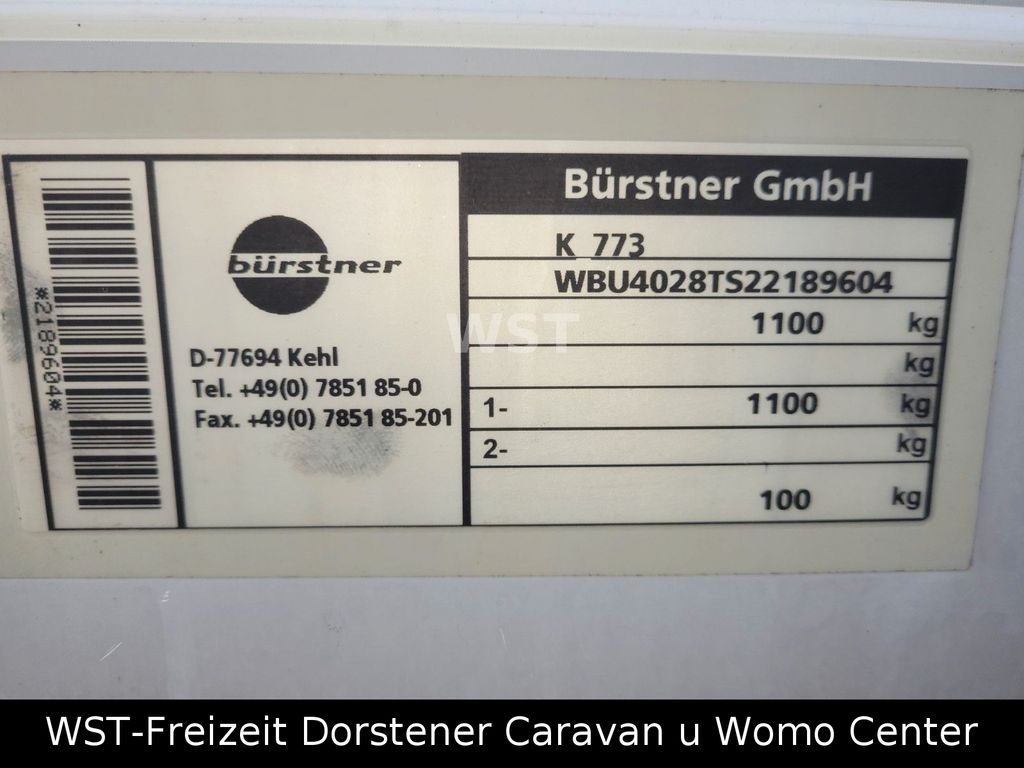 *2189604*
bürstner
D-77694 Kehl
Tel. +49(0) 7851 85-0
Fax. +49(0) 7851 85-201
Bürstner GmbH
K 773
WBU4028TS22189604
1100 kg
kg
1- 1100 kg
2- kg
100 kg
WST
WST-Freizeit Dorstener Caravan u Womo Center